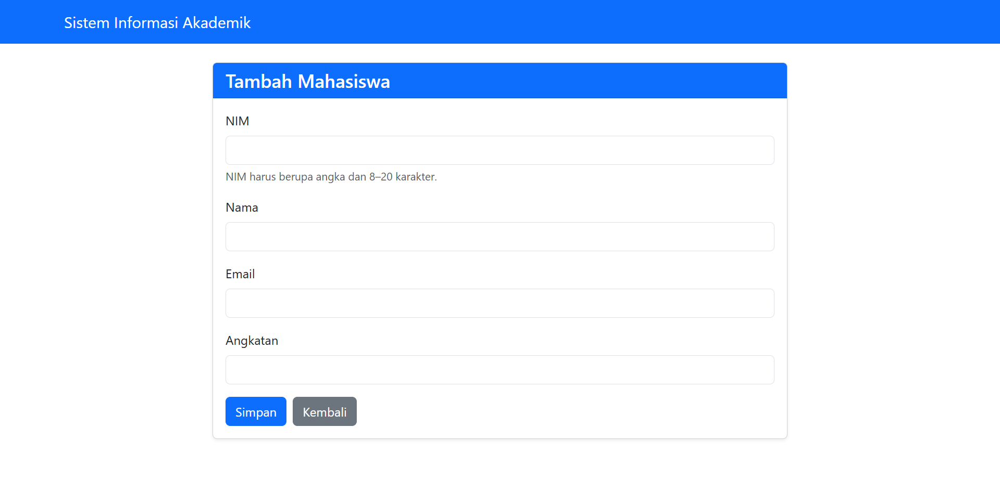 Sistem Informasi Akademik
Tambah Mahasiswa
NIM
NIM harus berupa angka dan 8–20 karakter.
Nama
Email
Angkatan
Simpan Kembali